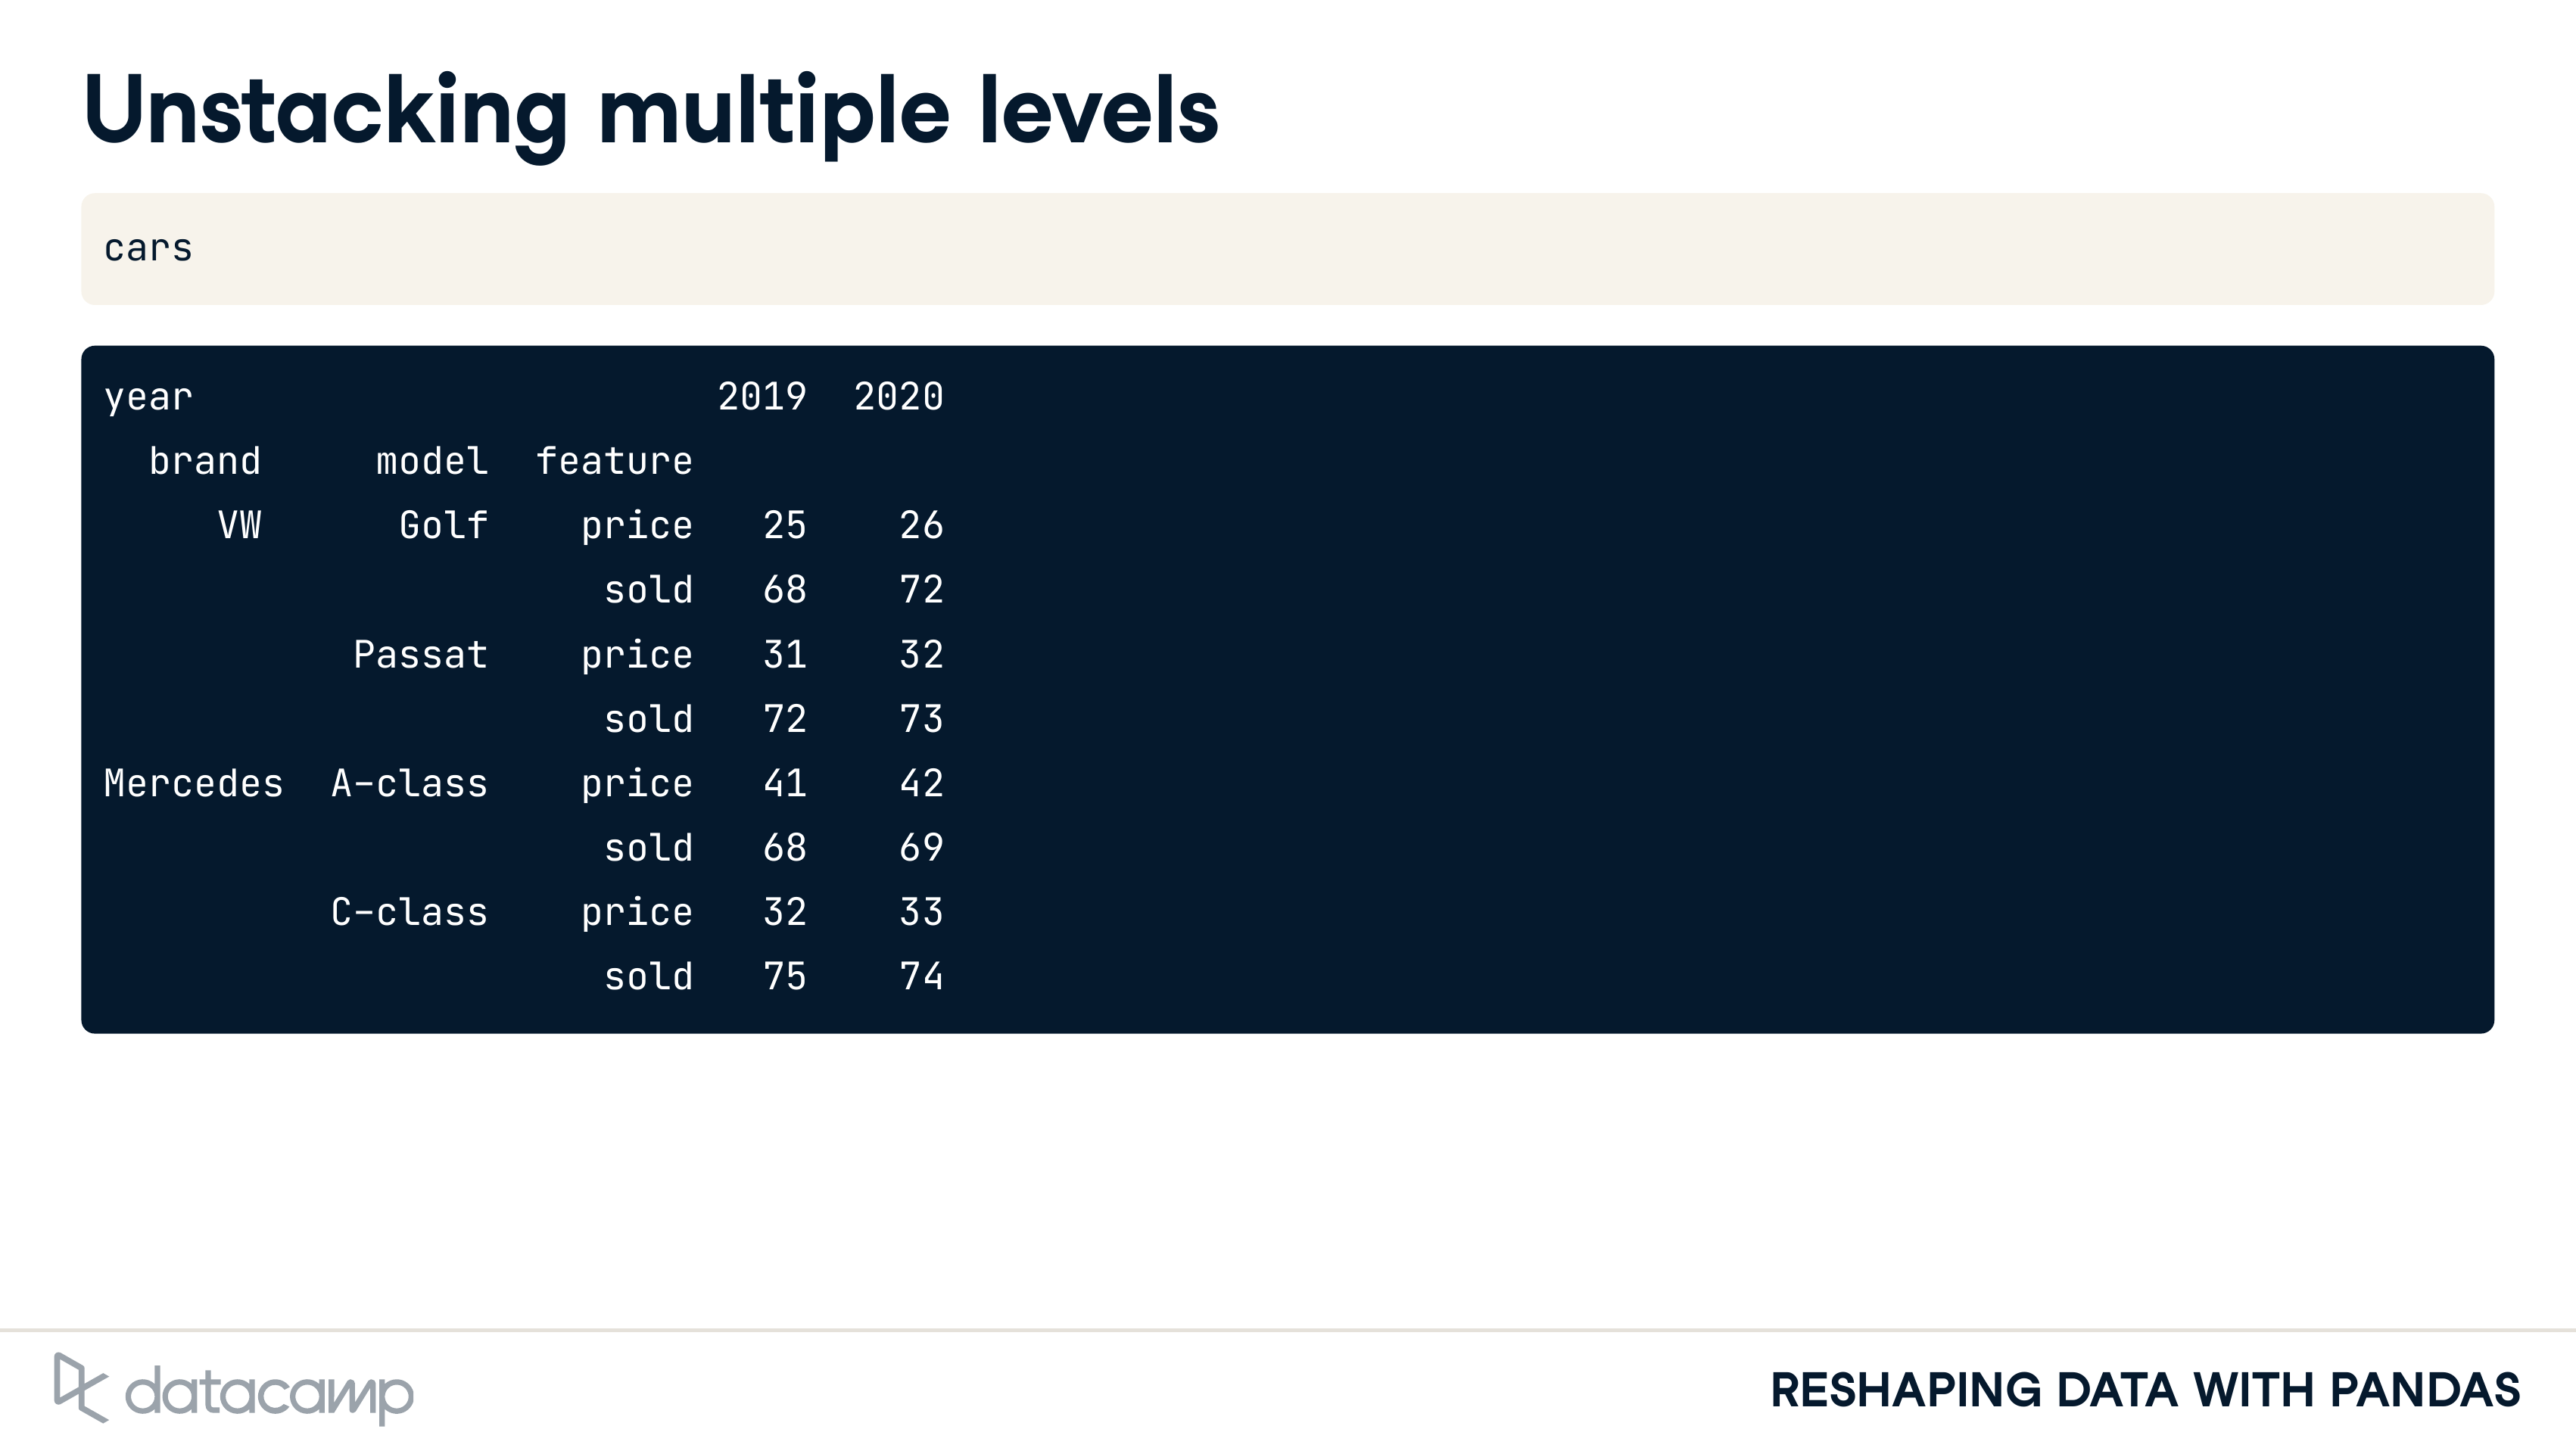 Unstacking multiple levels
cars
year 2019 2020
brand model feature
VW Golf price 25 26
sold 68 72
Passat price 31 32
sold 72 73
Mercedes A-class price 41 42
sold 68 69
C-class price 32 33
sold 75 74
datacamp
RESHAPING DATA WITH PANDAS